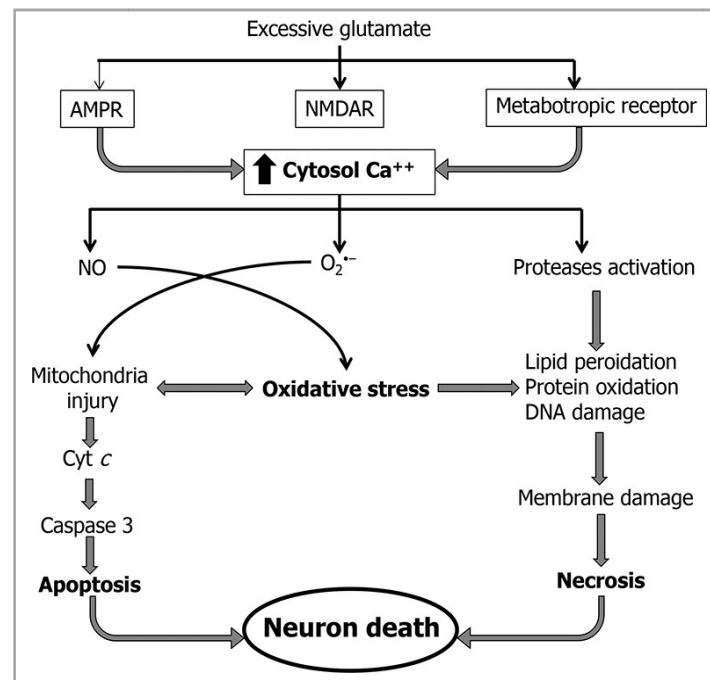 Excessive glutamate
AMPR
NMDAR
Metabotropic receptor
Cytosol Ca⁺⁺
NO
O₂•⁻
Proteases activation
Mitochondria
injury
Oxidative stress
Lipid peroidation
Protein oxidation
DNA damage
Cyt c
Membrane damage
Caspase 3
Apoptosis
Necrosis
Neuron death